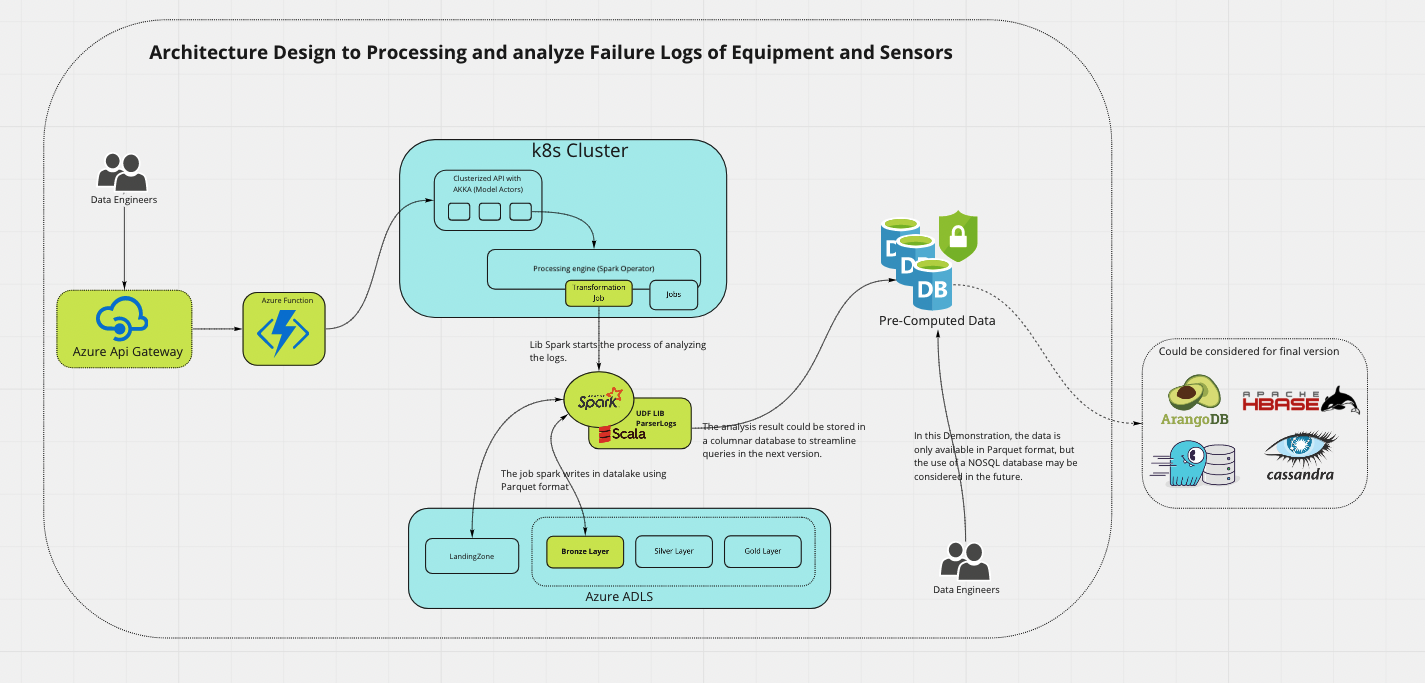 Architecture Design to Processing and analyze Failure Logs of Equipment and Sensors
Data Engineers
Azure Api Gateway
Azure Function
k8s Cluster
Clusterized API with
AKKA (Model Actors)
Processing engine (Spark Operator)
Transformation
Job
Jobs
Lib Spark starts the process of analyzing
the logs.
APACHE
Spark
UDF LIB
ParserLogs
Scala
The analysis result could be stored in
a columnar database to streamline
queries in the next version.
The job spark writes in datalake using
Parquet format
LandingZone
Bronze Layer
Silver Layer
Gold Layer
Azure ADLS
D
D
DB
Pre-Computed Data
In this Demonstration, the data is
only available in Parquet format, but
the use of a NOSQL database may be
considered in the future.
Data Engineers
Could be considered for final version
ArangoDB
APACHE
HBASE
cassandra